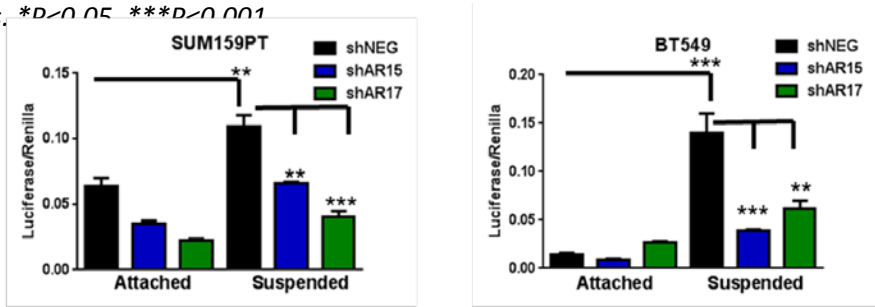 s. *P<0.05, ***P<0.001
SUM159PT
shNEG
shAR15
shAR17
**
0.15
0.10
0.05
0.00
Luciferase/Renilla
**
***
Attached
Suspended
BT549
shNEG
shAR15
shAR17
***
0.20
0.15
0.10
0.05
0.00
Luciferase/Renilla
***
**
Attached
Suspended